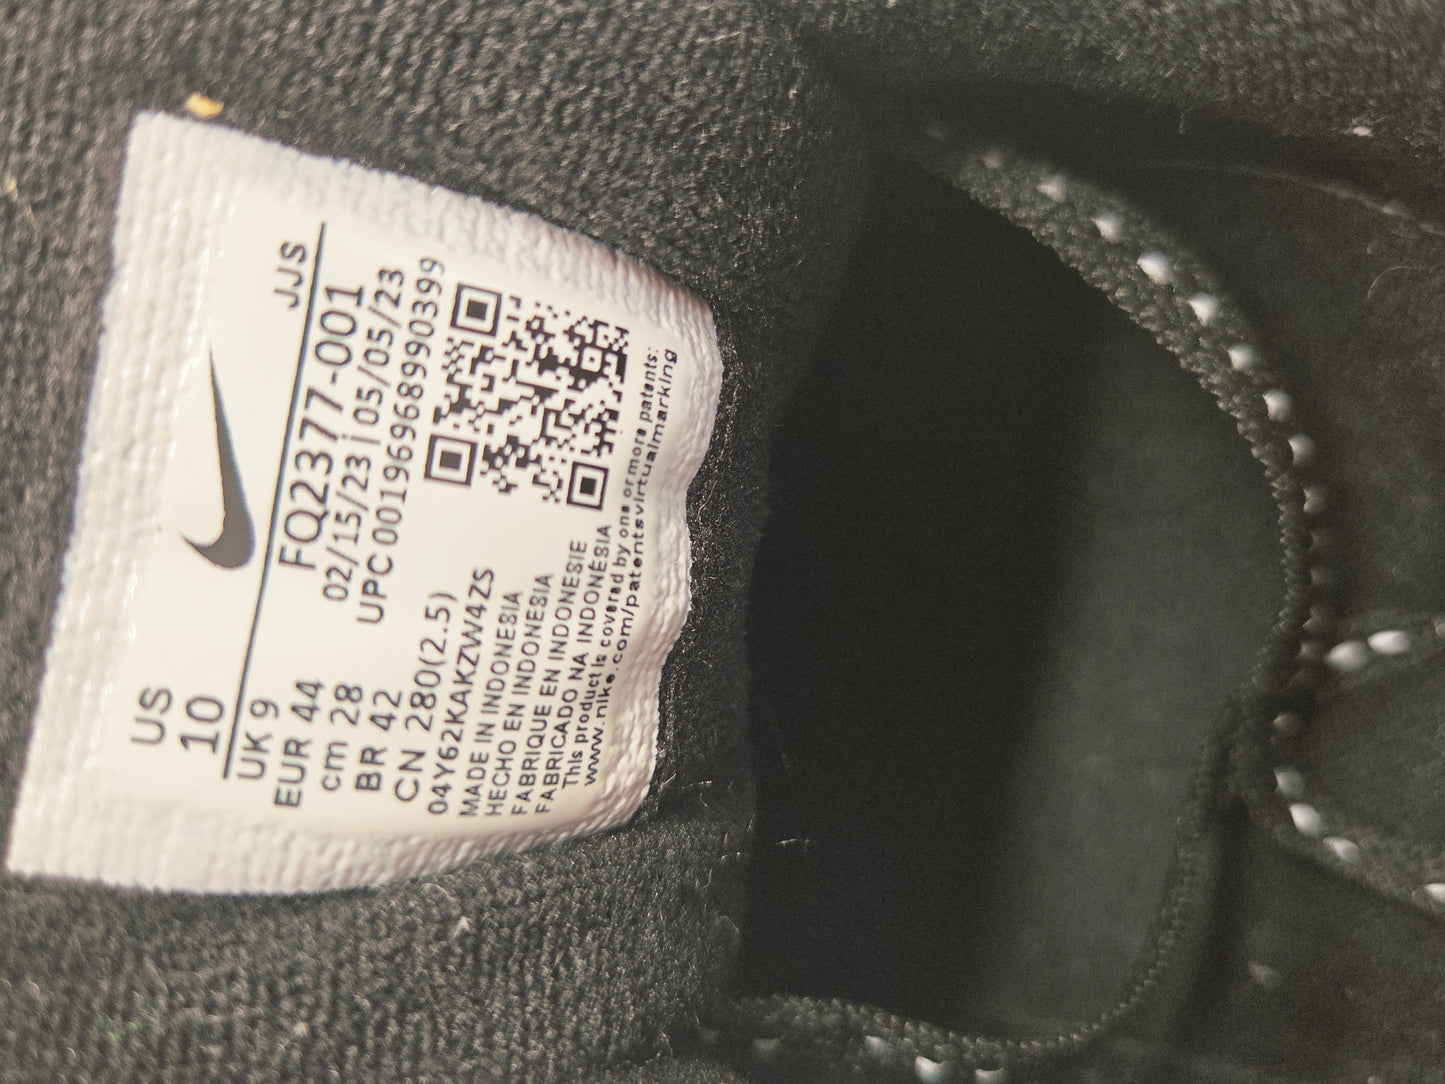 JJS
US
10
UK 9
EUR 44
cm 28
BR 42
CN 280(2.5)
FQ2377-001
02/15/23 | 05/05/23
UPC 00196968990399
04Y62KAKZW4ZS
MADE IN INDONESIA
HECHO EN INDONESIA
FABRIQUE EN INDONESIE
FABRICADO NA INDONÉSIA
This product is covered by one or more patents:
www.nike.com/patentsvirtualmarking